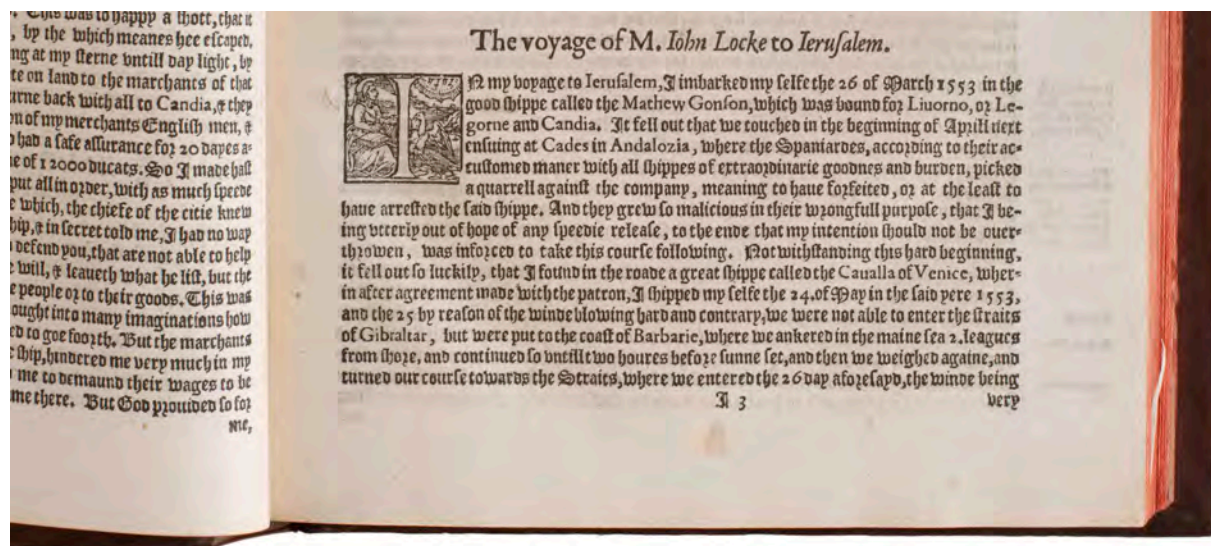 This was so happy a ſhott, that it
, by the which meanes hee eſcaped,
ng at my ſterne vntill day light, by
te on land to the marchants of that
urne back with all to Candia,& they
n of my merchants Engliſh men, &
had a ſafe aſſurance for 20 dayes a=
e of 12000 ducats. So I made haſt
put all in order, with as much ſpeede
which, the chiefe of the citie knew
hip,& in ſecret told me, I had no way
defend you,that are not able to help
will, & leaueth what he liſt, but the
people or to their goods. This was
ought into many imaginations how
ed to goe foorth. But the marchants
ſhip,hindered me very much in my
me to demaund their wages to be
me there. But God prouided ſo for
me,
The voyage of M. Iohn Locke to Ieruſalem.
IN my voyage to Ieruſalem, I imbarked my ſelfe the 26 of March 1553 in the
good ſhippe called the Mathew Gonſon, which was bound for Liuorno, or Le-
gorne and Candia. It fell out that we touched in the beginning of Aprill next
enſuing at Cades in Andalozia, where the Spaniardes, according to their ac=
cuſtomed maner with all ſhippes of extraordinarie goodnes and burden, picked
a quarrell againſt the company, meaning to haue forfeited, or at the leaſt to
haue arreſted the ſaid ſhippe. And they grew ſo malicious in their wrongfull purpoſe, that I be-
ing vtterly out of hope of any ſpeedie releaſe, to the ende that my intention ſhould not be ouer=
throwen, was inforced to take this courſe following. Notwithſtanding this hard beginning,
it fell out ſo luckily, that I found in the roade a great ſhippe called the Caualla of Venice, wher=
in after agreement made with the patron, I ſhipped my ſelfe the 24.of May in the ſaid yere 1553,
and the 25 by reaſon of the winde blowing hard and contrary, we were not able to enter the ſtraits
of Gibraltar, but were put to the coaſt of Barbarie, where we ankered in the maine ſea 2.leagues
from ſhore, and continued ſo vntill two houres before ſunne ſet, and then we weighed againe, and
turned our courſe towards the Straits, where we entered the 26 day aforeſayd, the winde being
I 3 very